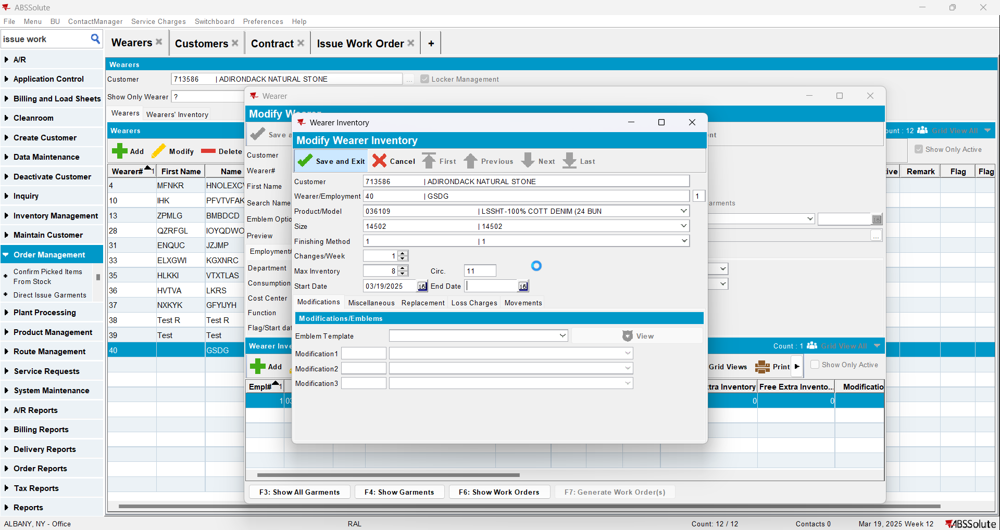 ABSSolute
File Menu BU ContactManager Service Charges Switchboard Preferences Help
issue work
Wearers Customers Contract Issue Work Order +
A/R
Application Control
Billing and Load Sheets
Cleanroom
Create Customer
Data Maintenance
Deactivate Customer
Inquiry
Inventory Management
Maintain Customer
Order Management
Confirm Picked Items
From Stock
Direct Issue Garments
Plant Processing
Product Management
Route Management
Service Requests
System Maintenance
A/R Reports
Billing Reports
Delivery Reports
Order Reports
Tax Reports
Reports
Wearers
Customer 713586 | ADIRONDACK NATURAL STONE ... Locker Management
Show Only Wearer ?
Wearers Wearers' Inventory
Wearers
ount : 12 Grid View All
Add Modify Delete
Show Only Active
Wearer# 1 First Name Name
ive Remark Flag Flag
4 MFNKR HNOLEXCV
10 IHK PFVTVFAK
13 ZPMLG BMBDCD
28 QZRFGL IOYQDWO
31 ENQUC JZJMP
33 ELXGWI KGXNRC
35 HLKKI VTXTLAS
36 HVTVA LKRS
37 NXKYK GFYIJYH
38 Test R Test R
39 Test Test
40 GSDG
Wearer
Modify Wearer
Save a
nt
Customer
Wearer#
First Name
Search Name
Emblem Optio
Preview
Employment#
Department
Consumption
Cost Center
Function
Flag/Start dat
arments
16
...
Wearer Inve
Count : 1 Grid View All
Add
Grid Views Print Show Only Active
Empl# 1
tra Inventory Free Extra Invento... Modificatio
1 03
0 0
F3: Show All Garments F4: Show Garments F6: Show Work Orders F7: Generate Work Order(s)
Wearer Inventory
Modify Wearer Inventory
Save and Exit Cancel First Previous Next Last
Customer 713586 | ADIRONDACK NATURAL STONE
Wearer/Employment 40 | GSDG 1
Product/Model 036109 | LSSHT-100% COTT DENIM (24 BUN
Size 14502 | 14502
Finishing Method 1 | 1
Changes/Week 1
Max Inventory 8 Circ. 11
Start Date 03/19/2025 16 End Date 16
Modifications Miscellaneous Replacement Loss Charges Movements
Modifications/Emblems
Emblem Template View
Modification1
Modification2
Modification3
ALBANY, NY - Office RAL Count: 12 / 12 Contacts 0 Mar 19, 2025 Week 12 ABSSolute